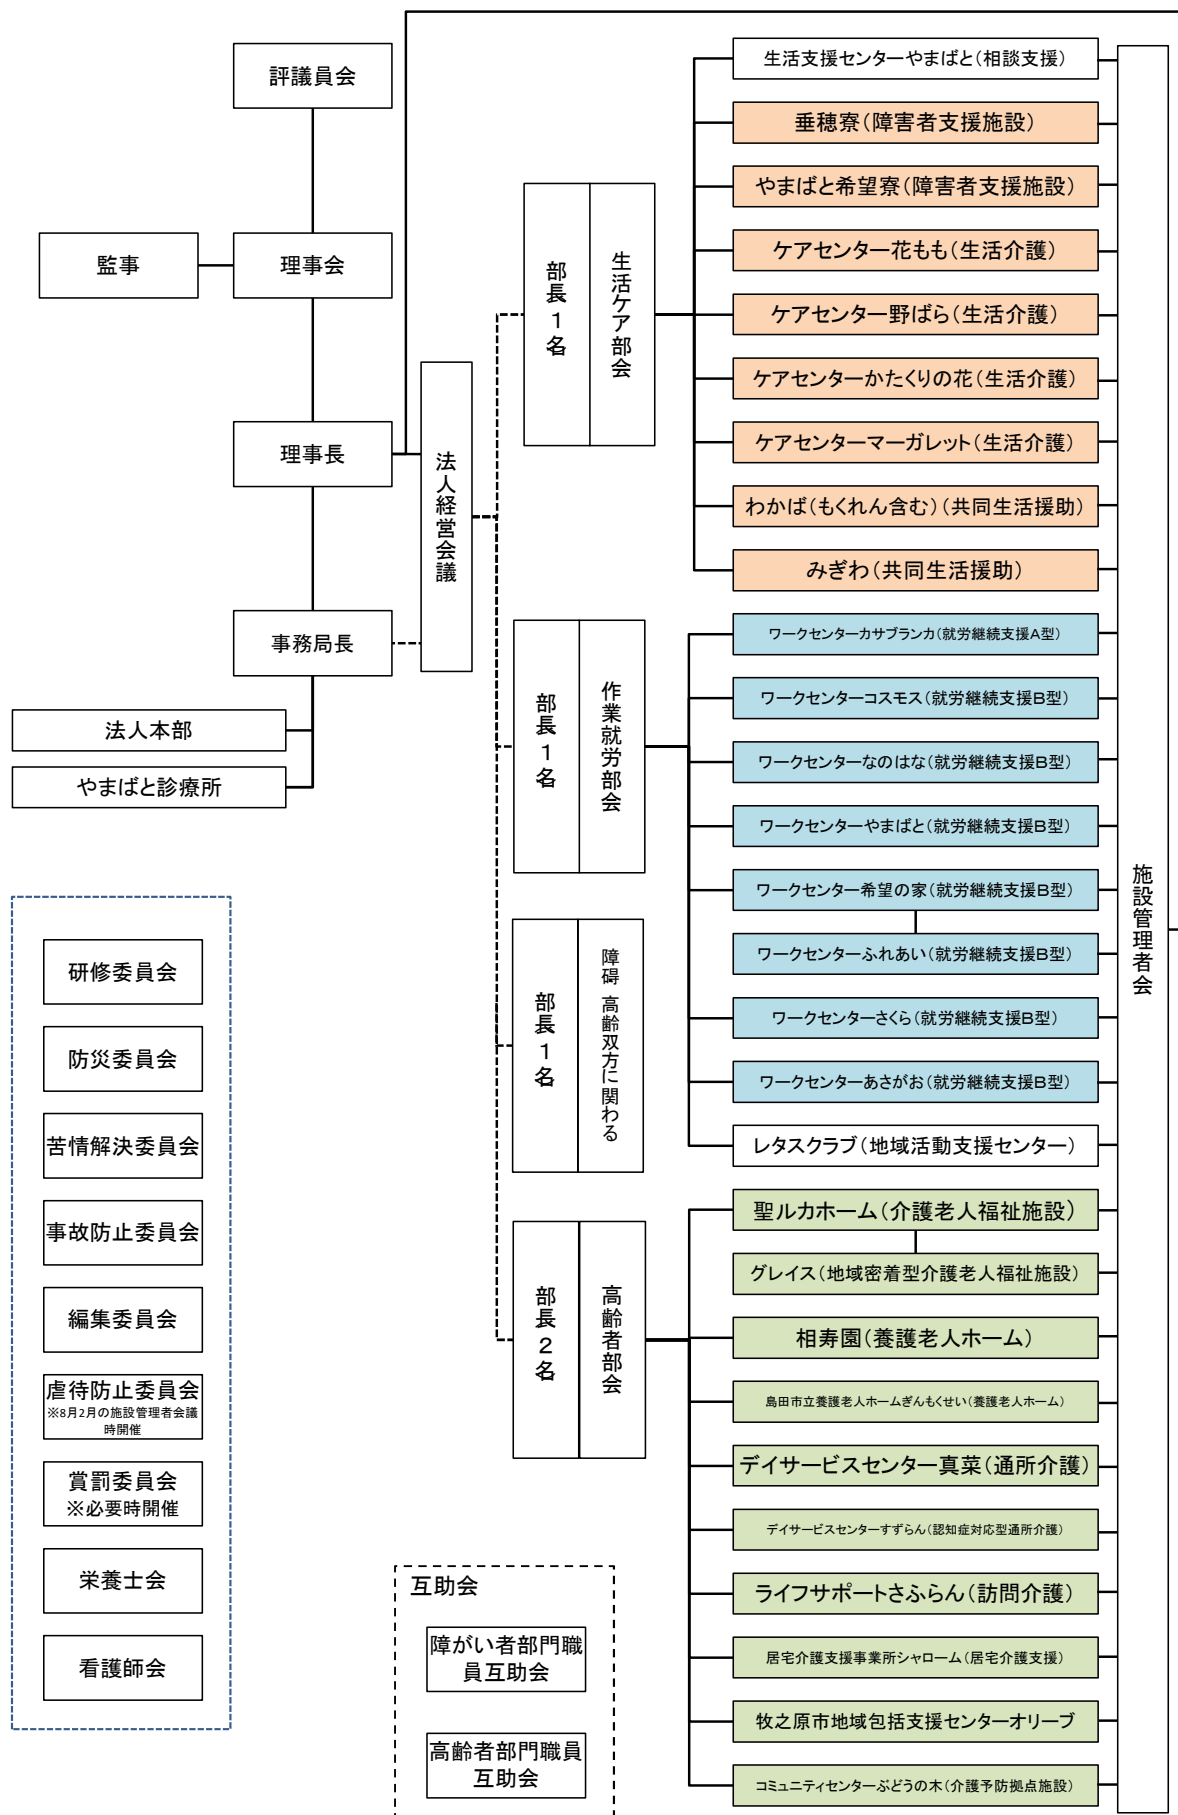 評議員会
監事
理事会
理事長
事務局長
法人本部
やまばと診療所
法人経営会議
研修委員会
防災委員会
苦情解決委員会
事故防止委員会
編集委員会
虐待防止委員会
※8月2月の施設管理者会議
時開催
賞罰委員会
※必要時開催
栄養士会
看護師会
互助会
障がい者部門職
員互助会
高齢者部門職員
互助会
部長1名
生活ケア部会
生活支援センターやまばと(相談支援)
垂穂寮(障害者支援施設)
やまばと希望寮(障害者支援施設)
ケアセンター花もも(生活介護)
ケアセンター野ばら(生活介護)
ケアセンターかたくりの花(生活介護)
ケアセンターマーガレット(生活介護)
わかば(もくれん含む)(共同生活援助)
みぎわ(共同生活援助)
部長1名
作業就労部会
ワークセンターカサブランカ(就労継続支援A型)
ワークセンターコスモス(就労継続支援B型)
ワークセンターなのはな(就労継続支援B型)
ワークセンターやまばと(就労継続支援B型)
ワークセンター希望の家(就労継続支援B型)
ワークセンターふれあい(就労継続支援B型)
ワークセンターさくら(就労継続支援B型)
ワークセンターあさがお(就労継続支援B型)
レタスクラブ(地域活動支援センター)
部長1名
障碍 高齢双方に関わる
部長2名
高齢者部会
聖ルカホーム(介護老人福祉施設)
グレイス(地域密着型介護老人福祉施設)
相寿園(養護老人ホーム)
島田市立養護老人ホームぎんもくせい(養護老人ホーム)
デイサービスセンター真菜(通所介護)
デイサービスセンターすずらん(認知症対応型通所介護)
ライフサポートさふらん(訪問介護)
居宅介護支援事業所シャローム(居宅介護支援)
牧之原市地域包括支援センターオリーブ
コミュニティセンターぶどうの木(介護予防拠点施設)
施設管理者会